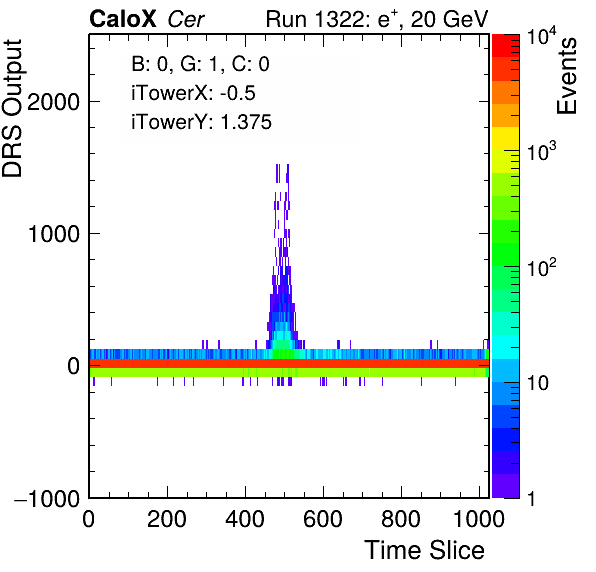 CaloX Cer Run 1322: e⁺, 20 GeV
B: 0, G: 1, C: 0
iTowerX: -0.5
iTowerY: 1.375
DRS Output
2000
1000
0
−1000
0 200 400 600 800 1000
Time Slice
Events
10⁴
10³
10²
10
1